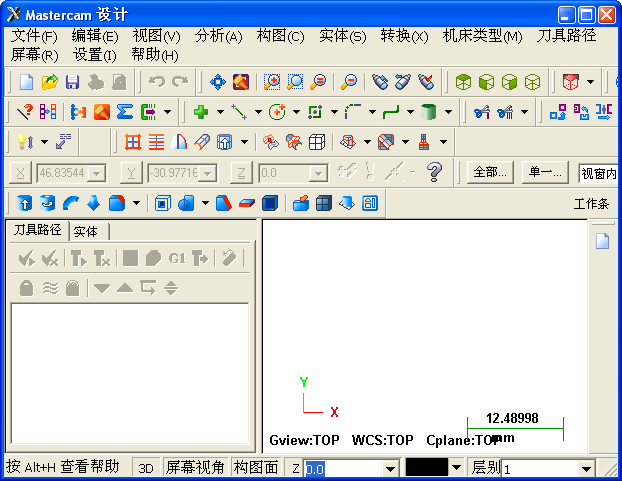 Mastercam 设计
文件(F) 编辑(E) 视图(V) 分析(A) 构图(C) 实体(S) 转换(X) 机床类型(M) 刀具路径
屏幕(R) 设置(I) 帮助(H)
X 46.83544 Y -30.97716 Z 0.0 全部... 单一... 视窗内
工作条
刀具路径 实体
G1
Y
X
12.48998
mm
Gview:TOP WCS:TOP Cplane:TOP
按 Alt+H 查看帮助 3D 屏幕视角 构图面 Z 0.0 层别 1